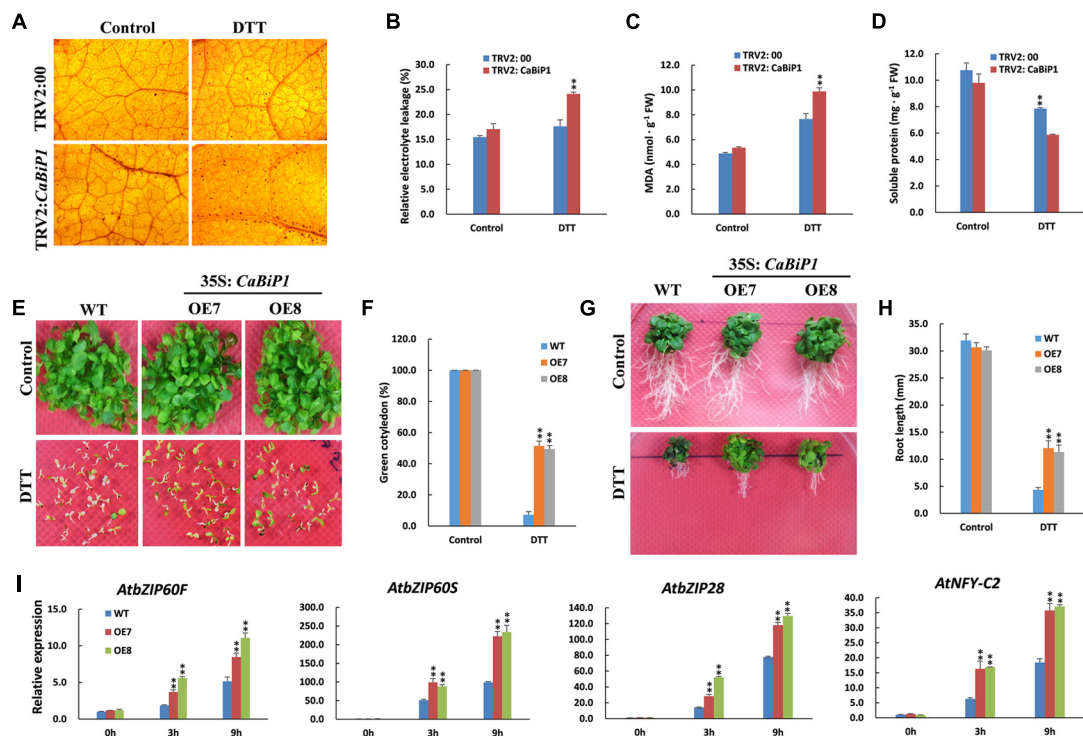 A
Control
DTT
TRV2:00
TRV2:CaBiP1
B
TRV2: 00
TRV2: CaBiP1
Relative electrolyte leakage (%)
30.0
25.0
20.0
15.0
10.0
5.0
0.0
**
Control
DTT
C
TRV2: 00
TRV2: CaBiP1
MDA (nmol · g⁻¹ FW)
12.0
10.0
8.0
6.0
4.0
2.0
0.0
**
Control
DTT
D
TRV2: 00
TRV2: CaBiP1
Soluble protein (mg · g⁻¹ FW)
12.0
10.0
8.0
6.0
4.0
2.0
0.0
**
Control
DTT
E
35S: CaBiP1
WT
OE7
OE8
Control
DTT
F
WT
OE7
OE8
Green cotyledon (%)
120.0
100.0
80.0
60.0
40.0
20.0
0.0
**
**
Control
DTT
G
35S: CaBiP1
WT
OE7
OE8
Control
DTT
H
WT
OE7
OE8
Root length (mm)
35.0
30.0
25.0
20.0
15.0
10.0
5.0
0.0
**
**
Control
DTT
I
Relative expression
AtbZIP60F
WT
OE7
OE8
15.0
10.0
5.0
0.0
**
**
**
**
0h
3h
9h
AtbZIP60S
300.0
250.0
200.0
150.0
100.0
50.0
0.0
**
**
**
**
0h
3h
9h
AtbZIP28
140.0
120.0
100.0
80.0
60.0
40.0
20.0
0.0
**
**
**
**
0h
3h
9h
AtNFY-C2
40.0
35.0
30.0
25.0
20.0
15.0
10.0
5.0
0.0
**
**
**
**
0h
3h
9h